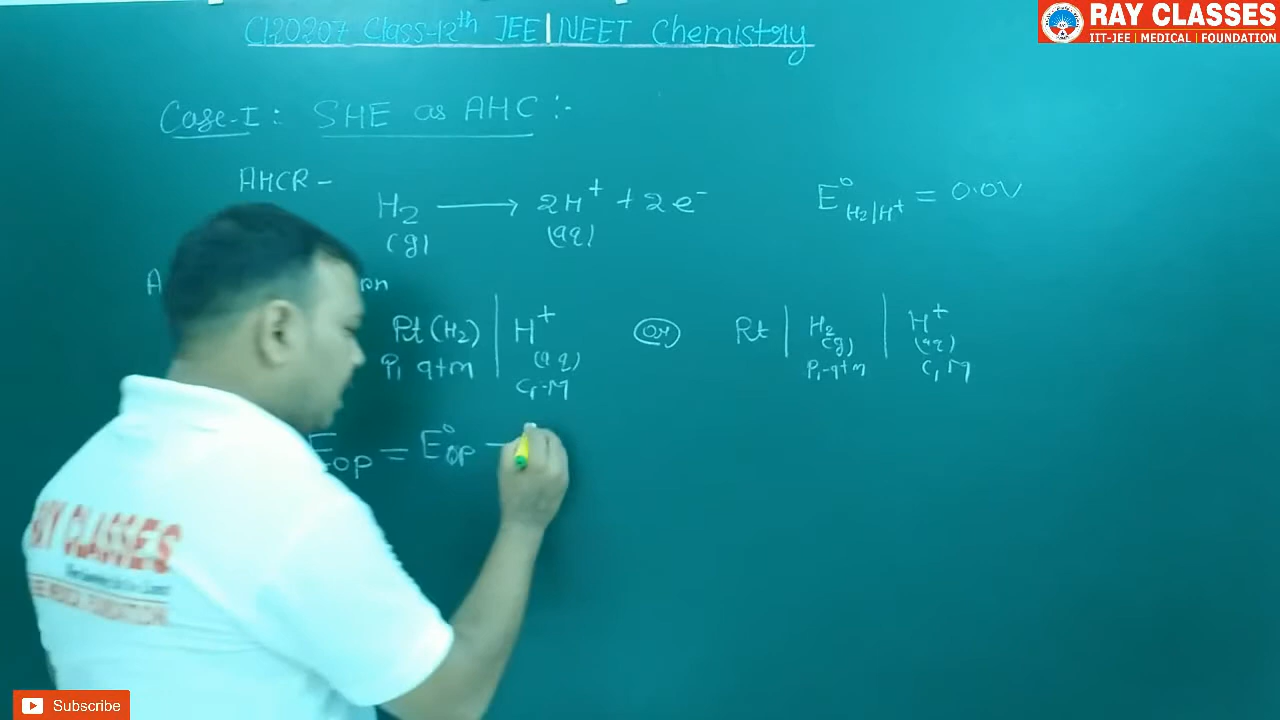 C120207 Class-12th JEE|NEET Chemistry
RAY CLASSES
IIT-JEE | MEDICAL | FOUNDATION
Case-I : SHE as AHC :-
AHCR -
H2 (g) ⟶ 2H+ (aq) + 2e-
E° H2/H+ = 0.0V
Pt (H2) | H+ (aq) or Pt | H2 (g) | H+ (aq)
P1 atm C1-M P1-atm C1 M
EOP = E°OP -
RAY CLASSES
FOUNDATION
Subscribe